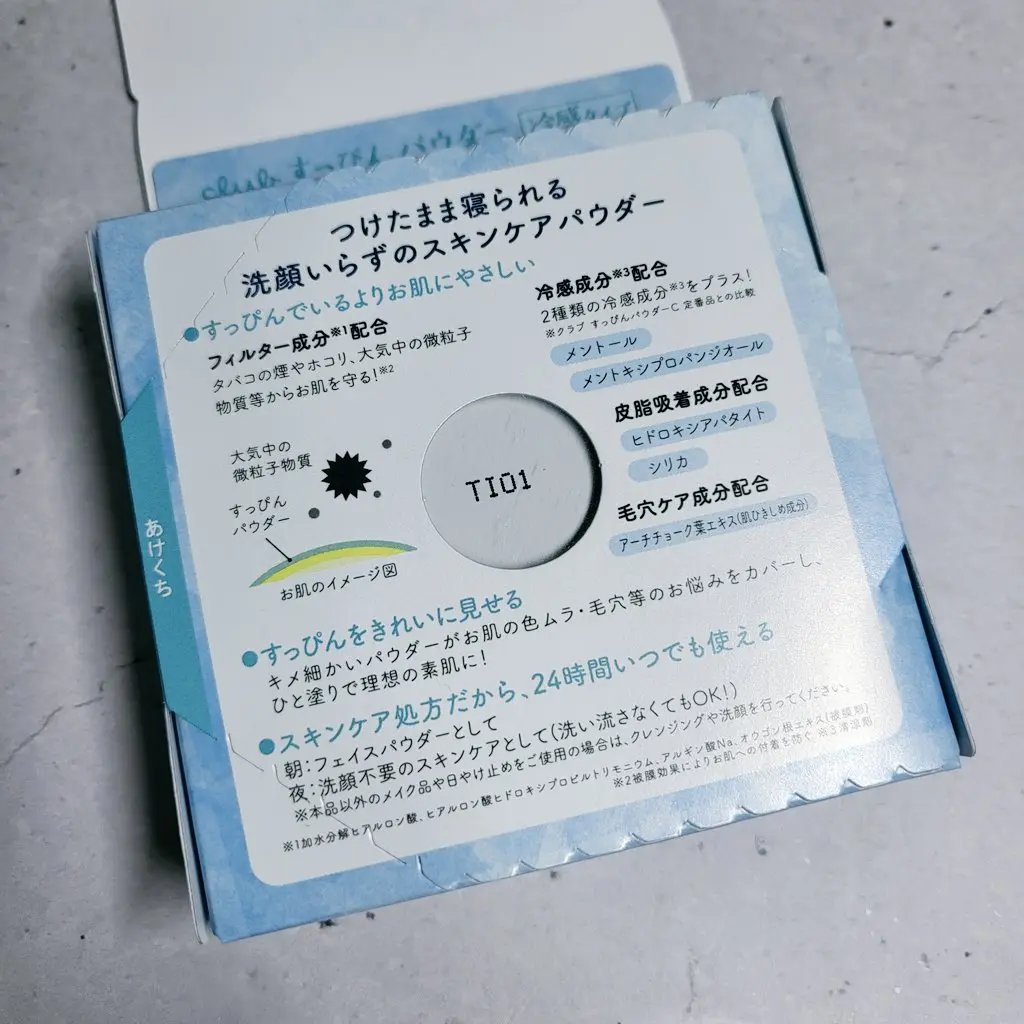 club すっぴんパウダー 冷感タイプ
つけたまま寝られる
洗顔いらずのスキンケアパウダー
●すっぴんでいるよりお肌にやさしい
フィルター成分※1配合
タバコの煙やホコリ、大気中の微粒子
物質等からお肌を守る!※2
大気中の
微粒子物質
すっぴん
パウダー
お肌のイメージ図
冷感成分※3配合
2種類の冷感成分※3をプラス!
※クラブ すっぴんパウダーC 定番品との比較
メントール
メントキシプロパンジオール
皮脂吸着成分配合
ヒドロキシアパタイト
シリカ
毛穴ケア成分配合
アーチチョーク葉エキス(肌ひきしめ成分)
TI01
あけくち
●すっぴんをきれいに見せる
キメ細かいパウダーがお肌の色ムラ・毛穴等のお悩みをカバーし、
ひと塗りで理想の素肌に!
●スキンケア処方だから、24時間いつでも使える
朝:フェイスパウダーとして
夜:洗顔不要のスキンケアとして(洗い流さなくてもOK!)
※本品以外のメイク品や日やけ止めをご使用の場合は、クレンジングや洗顔を行ってください。
※1加水分解ヒアルロン酸、ヒアルロン酸ヒドロキシプロピルトリモニウム、アルギン酸Na、オウゴン根エキス(被膜剤)
※2被膜効果によりお肌への付着を防ぐ ※3清涼剤